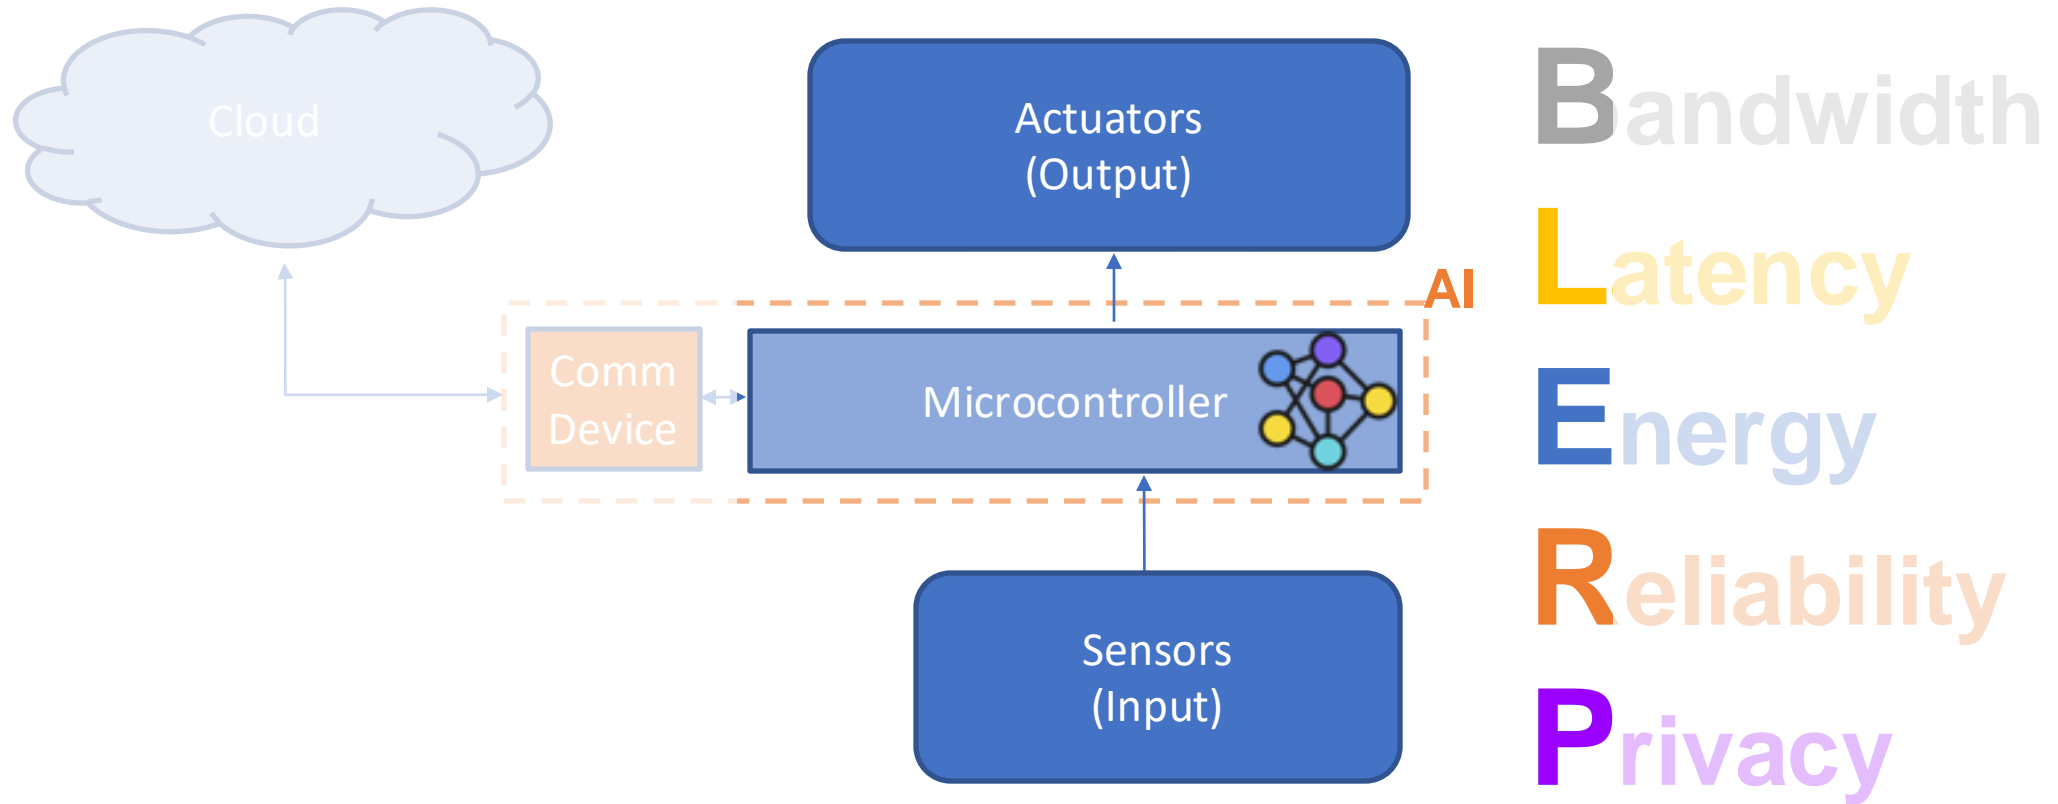 Cloud
Actuators
(Output)
AI
Comm
Device
Microcontroller
Sensors
(Input)
Bandwidth
Latency
Energy
Reliability
Privacy